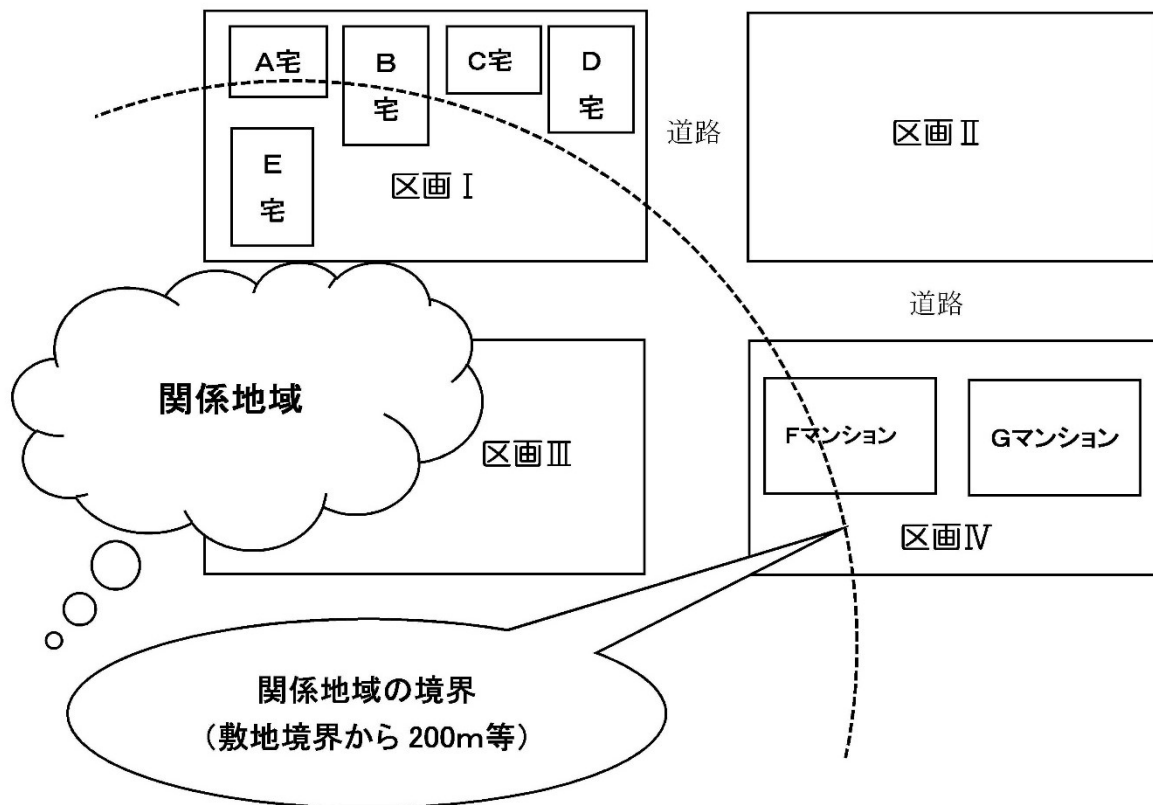 A宅
B
宅
C宅
D
宅
E
宅
区画Ⅰ
道路
区画Ⅱ
道路
関係地域
区画Ⅲ
Fマンション
Gマンション
区画Ⅳ
関係地域の境界
（敷地境界から200m等）